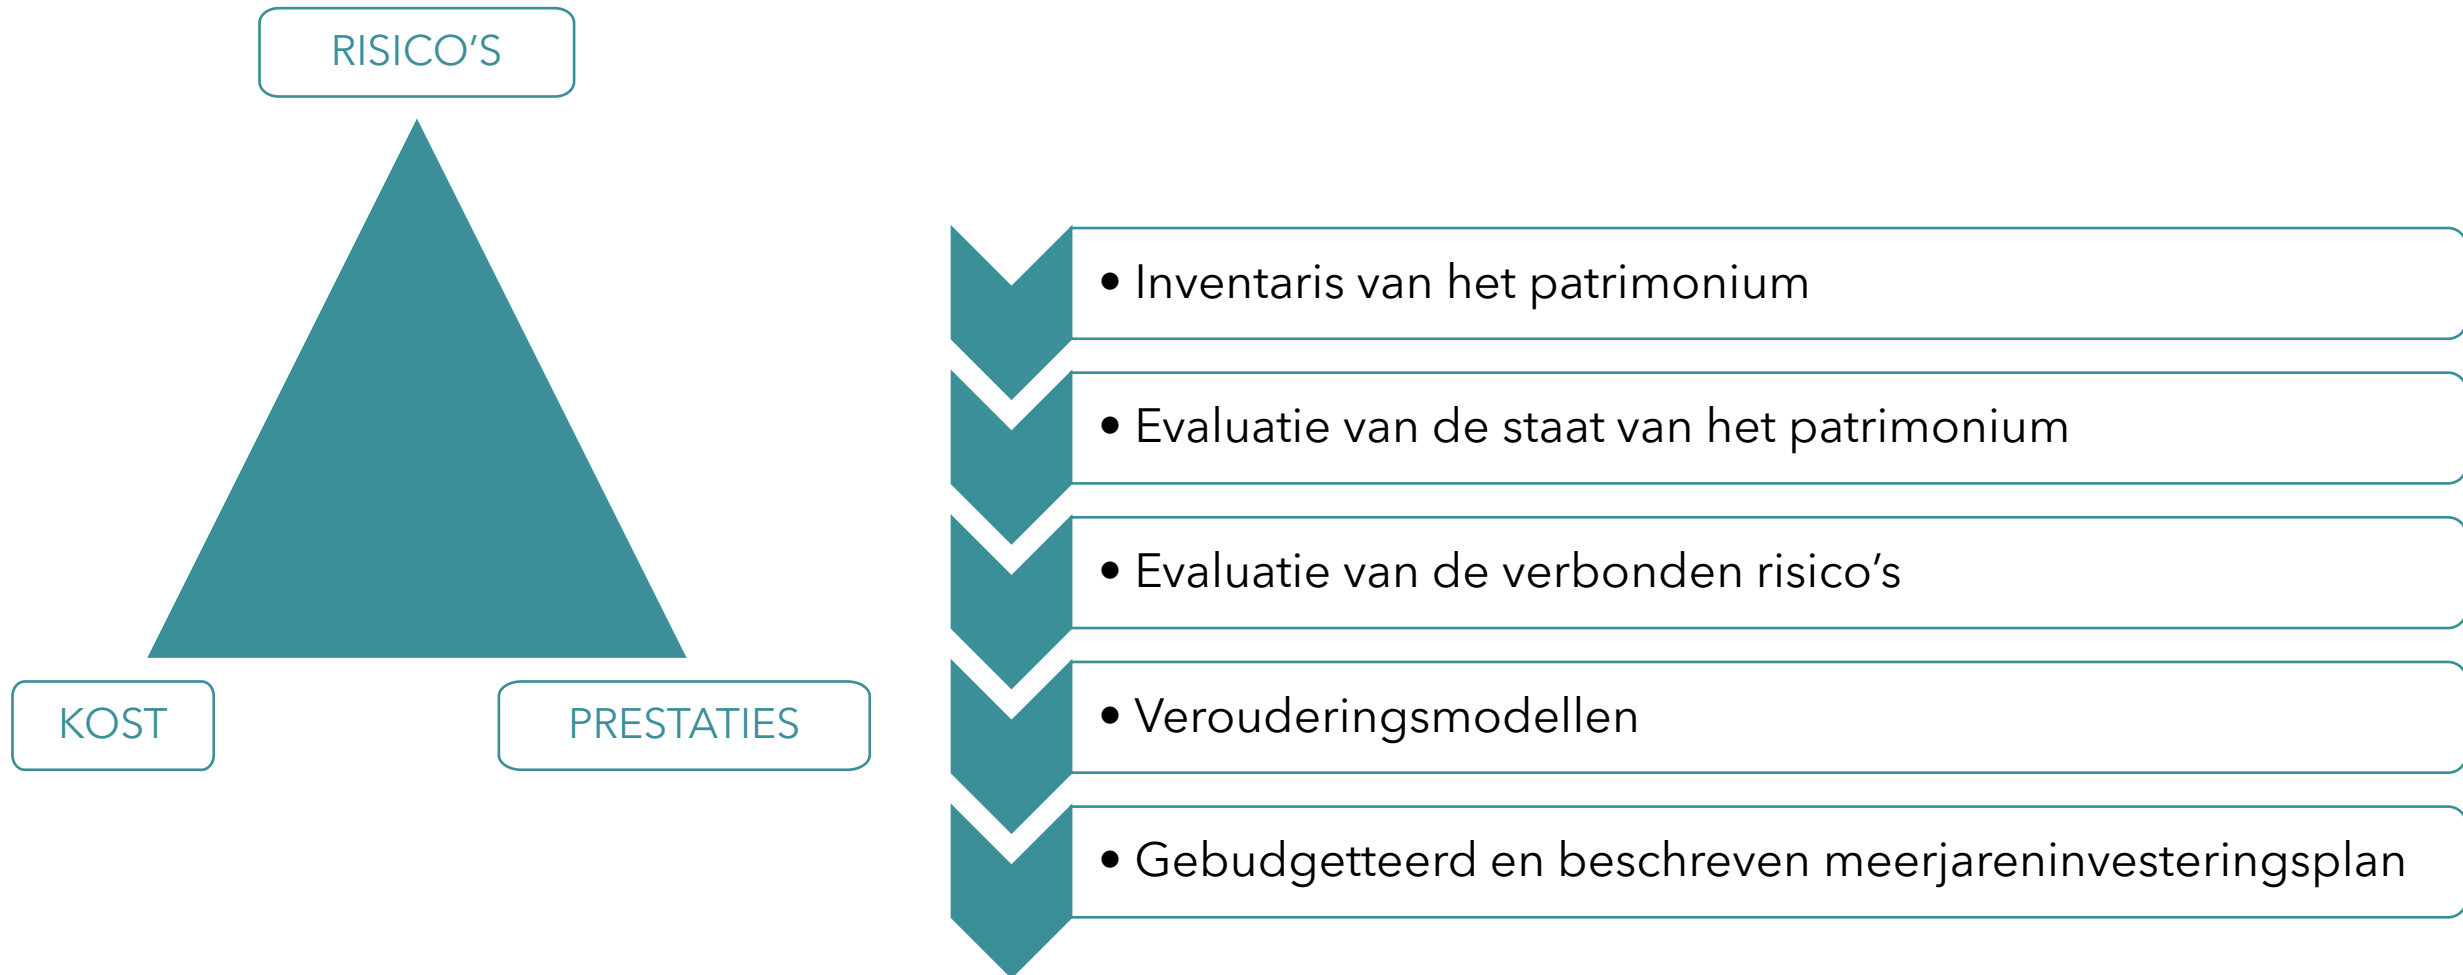 RISICO’S
KOST
PRESTATIES
• Inventaris van het patrimonium
• Evaluatie van de staat van het patrimonium
• Evaluatie van de verbonden risico’s
• Verouderingsmodellen
• Gebudgetteerd en beschreven meerjareninvesteringsplan